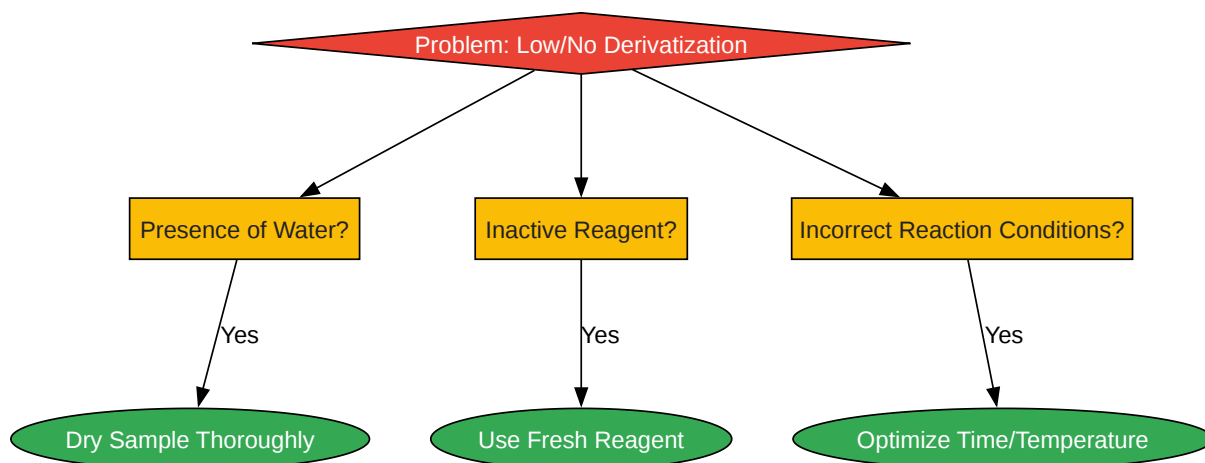 Problem: Low/No Derivatization
Presence of Water?
Inactive Reagent?
Incorrect Reaction Conditions?
Yes
Yes
Yes
Dry Sample Thoroughly
Use Fresh Reagent
Optimize Time/Temperature